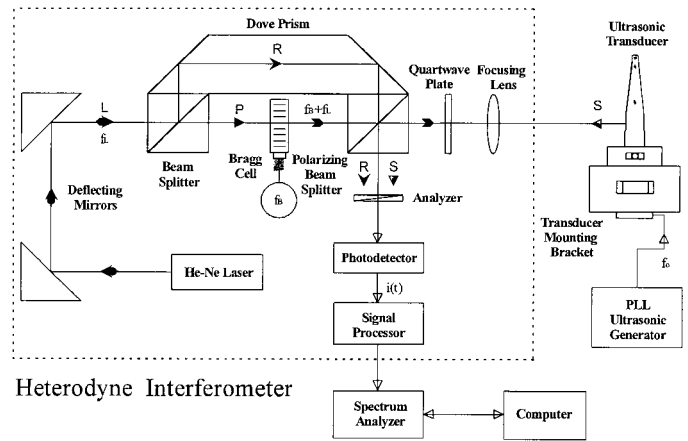 Dove Prism
R
Ultrasonic
Transducer
Quartwave
Plate
Focusing
Lens
L
fL
P
fB+fL
S
Beam
Splitter
Bragg
Cell
Polarizing
Beam
Splitter
fB
R
S
Analyzer
Deflecting
Mirrors
Transducer
Mounting
Bracket
He-Ne Laser
Photodetector
fo
i(t)
PLL
Ultrasonic
Generator
Signal
Processor
Heterodyne Interferometer
Spectrum
Analyzer
Computer